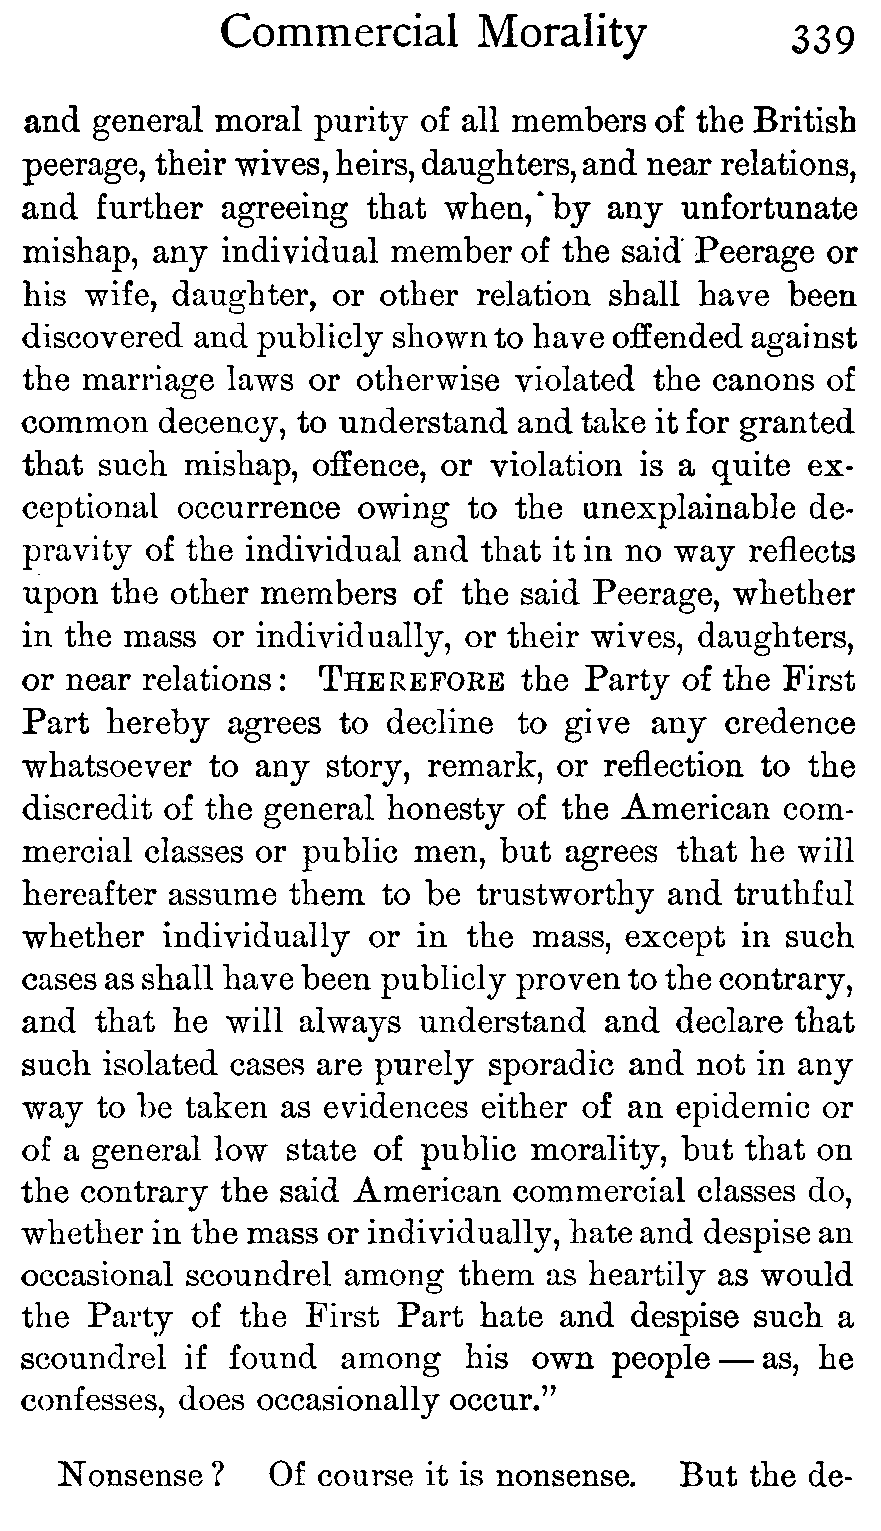 Commercial Morality 339
and general moral purity of all members of the British
peerage, their wives, heirs, daughters, and near relations,
and further agreeing that when, by any unfortunate
mishap, any individual member of the said Peerage or
his wife, daughter, or other relation shall have been
discovered and publicly shown to have offended against
the marriage laws or otherwise violated the canons of
common decency, to understand and take it for granted
that such mishap, offence, or violation is a quite ex-
ceptional occurrence owing to the unexplainable de-
pravity of the individual and that it in no way reflects
upon the other members of the said Peerage, whether
in the mass or individually, or their wives, daughters,
or near relations: THEREFORE the Party of the First
Part hereby agrees to decline to give any credence
whatsoever to any story, remark, or reflection to the
discredit of the general honesty of the American com-
mercial classes or public men, but agrees that he will
hereafter assume them to be trustworthy and truthful
whether individually or in the mass, except in such
cases as shall have been publicly proven to the contrary,
and that he will always understand and declare that
such isolated cases are purely sporadic and not in any
way to be taken as evidences either of an epidemic or
of a general low state of public morality, but that on
the contrary the said American commercial classes do,
whether in the mass or individually, hate and despise an
occasional scoundrel among them as heartily as would
the Party of the First Part hate and despise such a
scoundrel if found among his own people — as, he
confesses, does occasionally occur.”
Nonsense? Of course it is nonsense. But the de-